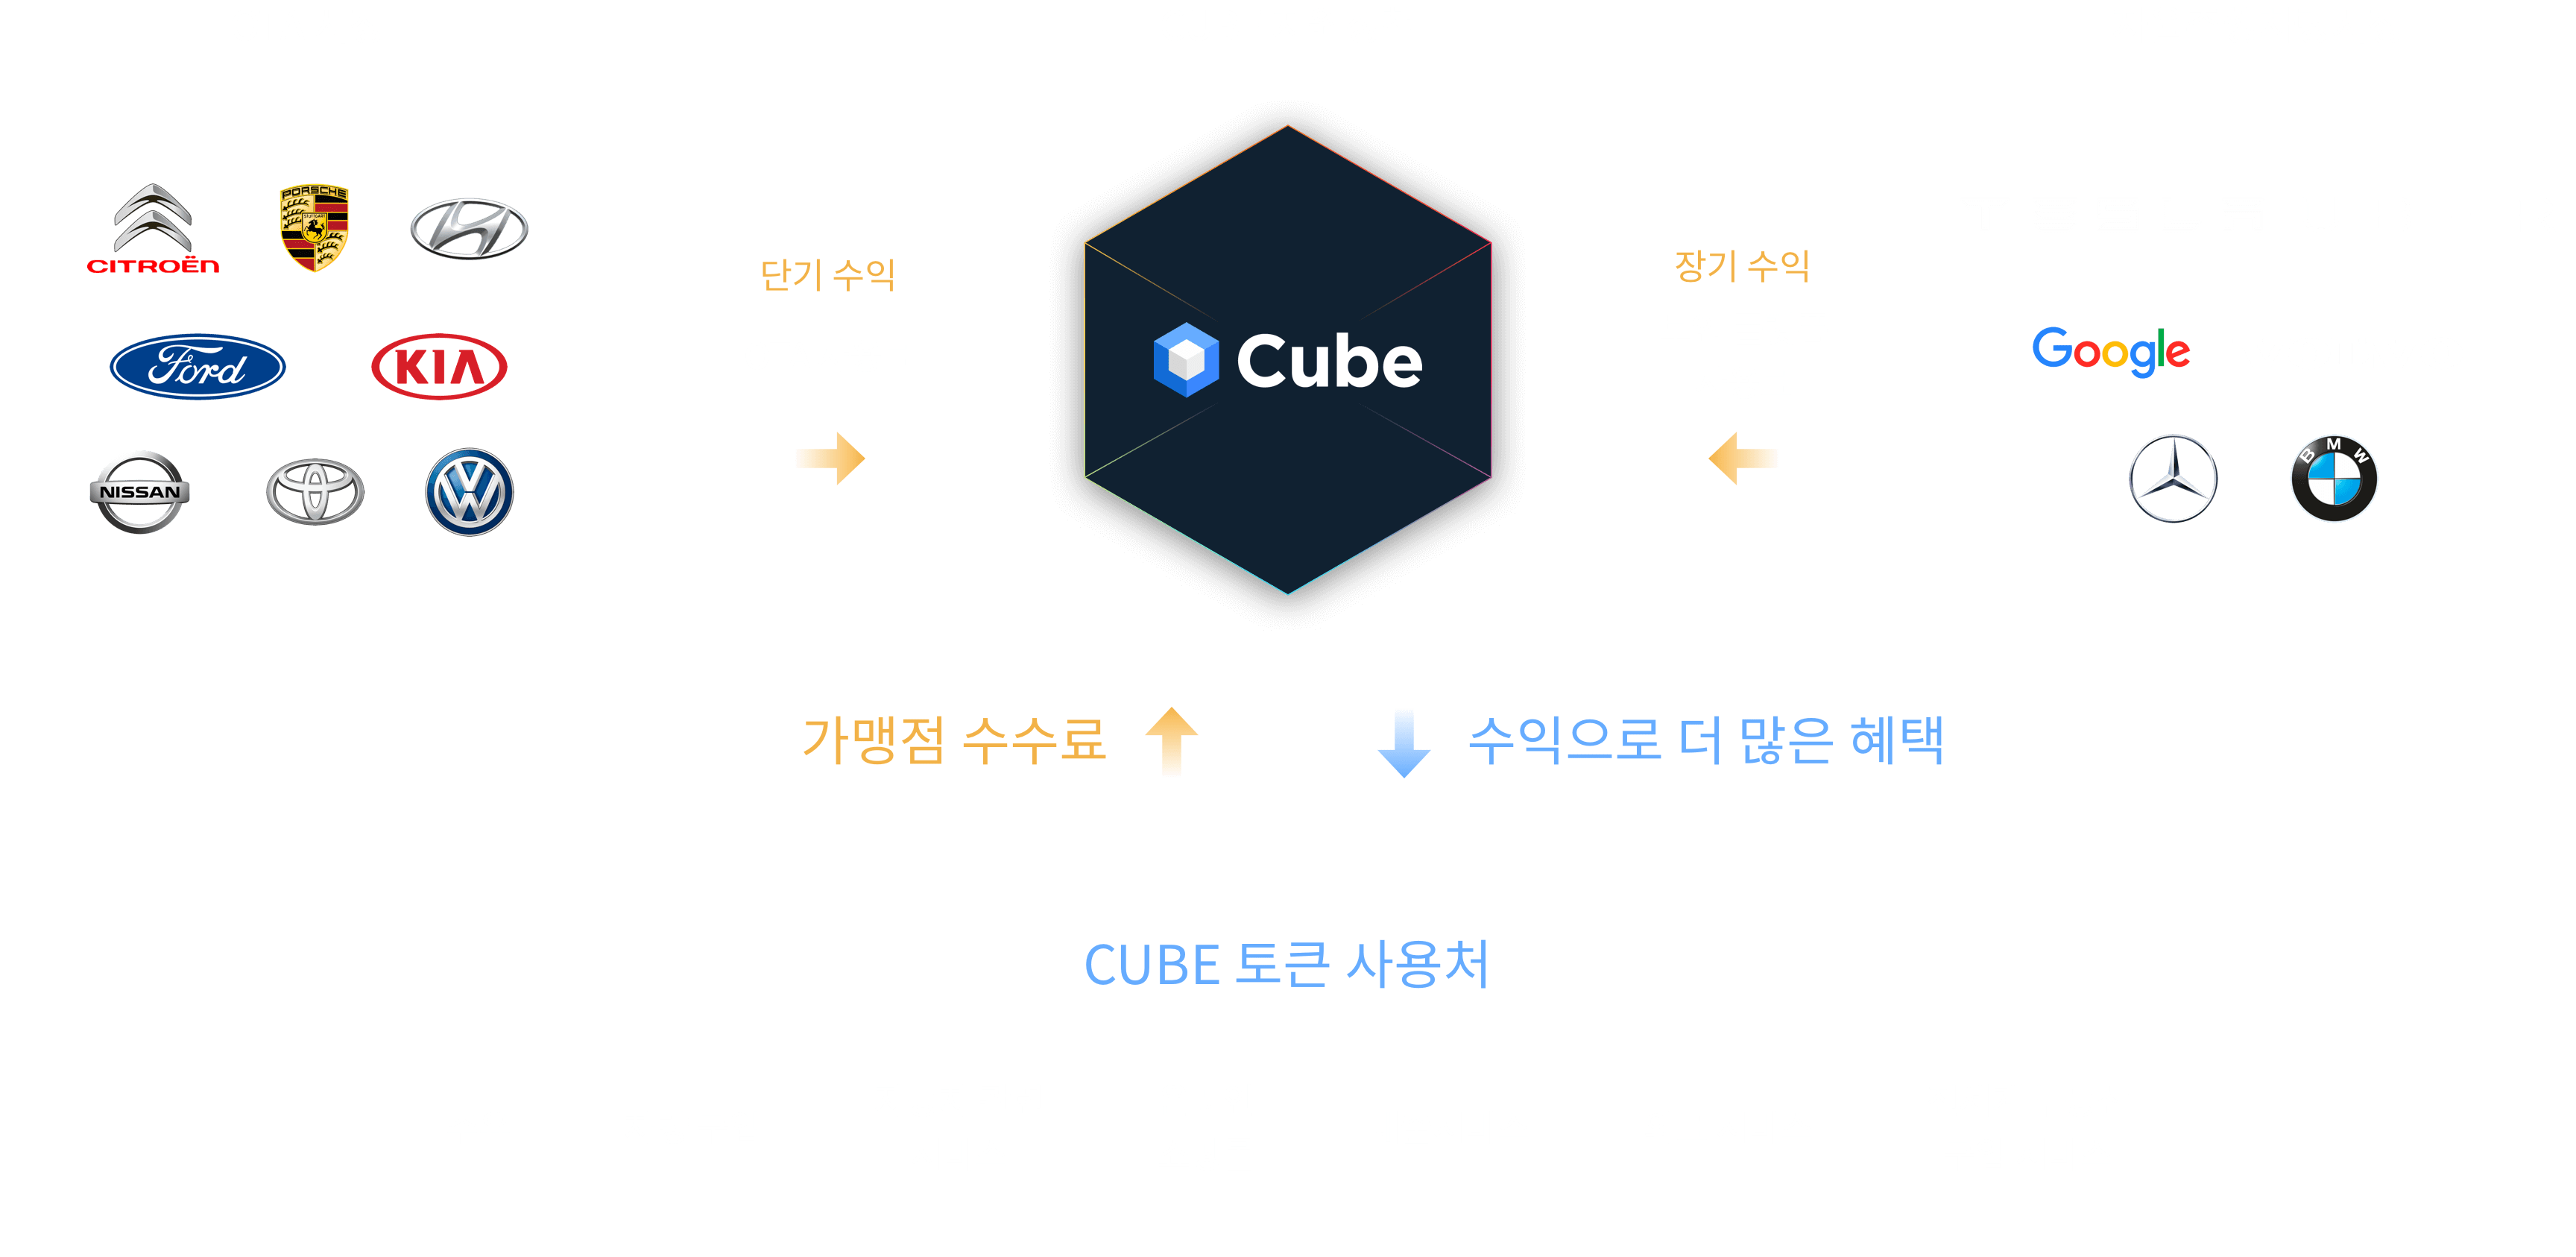 CITROËN
PORSCHE
STUTTGART
단기 수익
장기 수익
Ford
KIA
Cube
Google
NISSAN
BMW
가맹점 수수료
수익으로 더 많은 혜택
CUBE 토큰 사용처